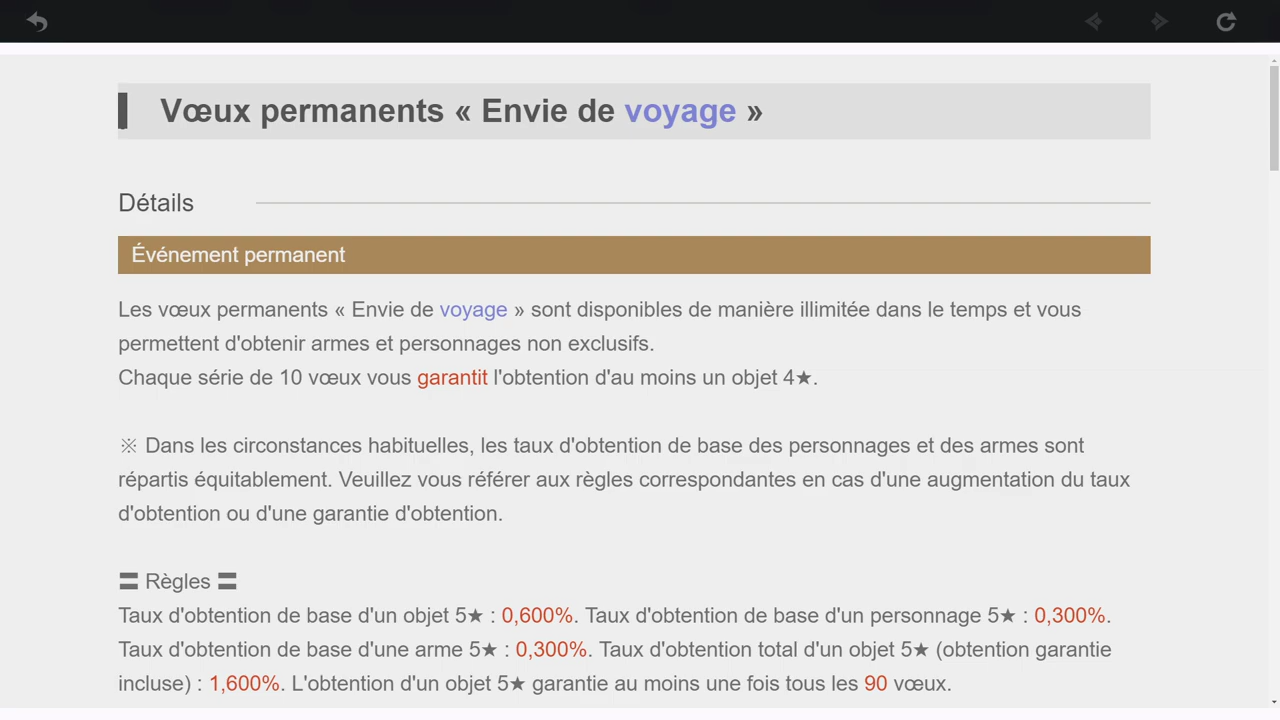 Vœux permanents « Envie de voyage »
Détails
Événement permanent
Les vœux permanents « Envie de voyage » sont disponibles de manière illimitée dans le temps et vous
permettent d'obtenir armes et personnages non exclusifs.
Chaque série de 10 vœux vous garantit l'obtention d'au moins un objet 4★.
※ Dans les circonstances habituelles, les taux d'obtention de base des personnages et des armes sont
répartis équitablement. Veuillez vous référer aux règles correspondantes en cas d'une augmentation du taux
d'obtention ou d'une garantie d'obtention.
〓 Règles 〓
Taux d'obtention de base d'un objet 5★ : 0,600%. Taux d'obtention de base d'un personnage 5★ : 0,300%.
Taux d'obtention de base d'une arme 5★ : 0,300%. Taux d'obtention total d'un objet 5★ (obtention garantie
incluse) : 1,600%. L'obtention d'un objet 5★ garantie au moins une fois tous les 90 vœux.